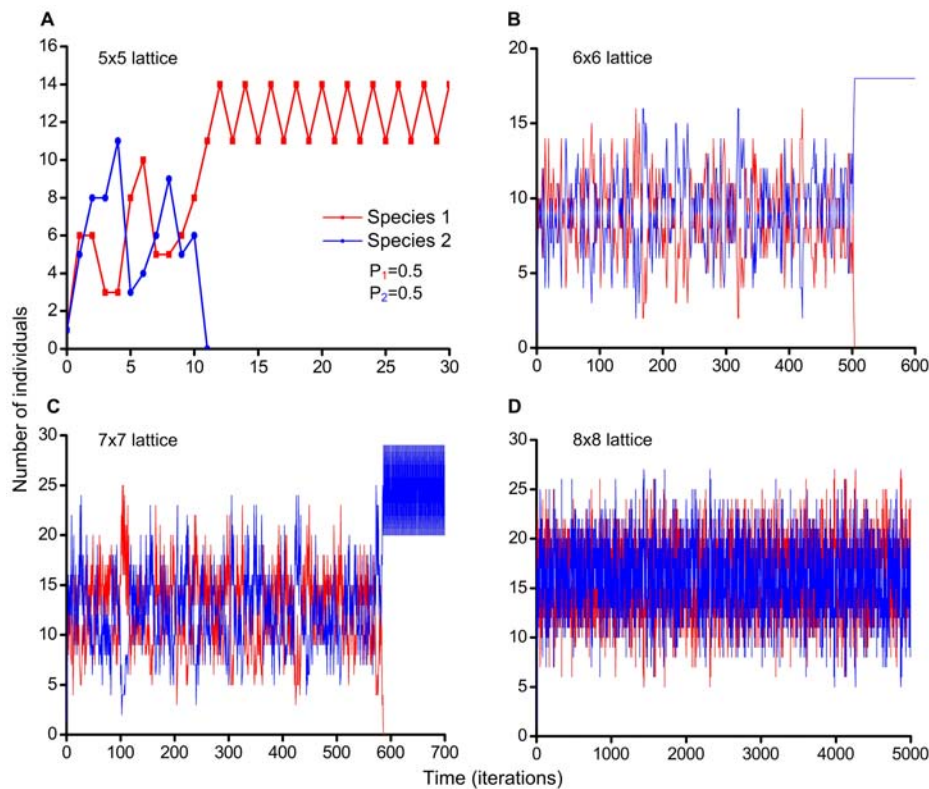 A
5x5 lattice
16
14
12
10
8
6
4
2
0
0 5 10 15 20 25 30
Species 1
Species 2
P1=0.5
P2=0.5
B
6x6 lattice
20
15
10
5
0
0 100 200 300 400 500 600
C
7x7 lattice
30
25
20
15
10
5
0
0 100 200 300 400 500 600 700
D
8x8 lattice
30
25
20
15
10
5
0
0 1000 2000 3000 4000 5000
Number of individuals
Time (iterations)